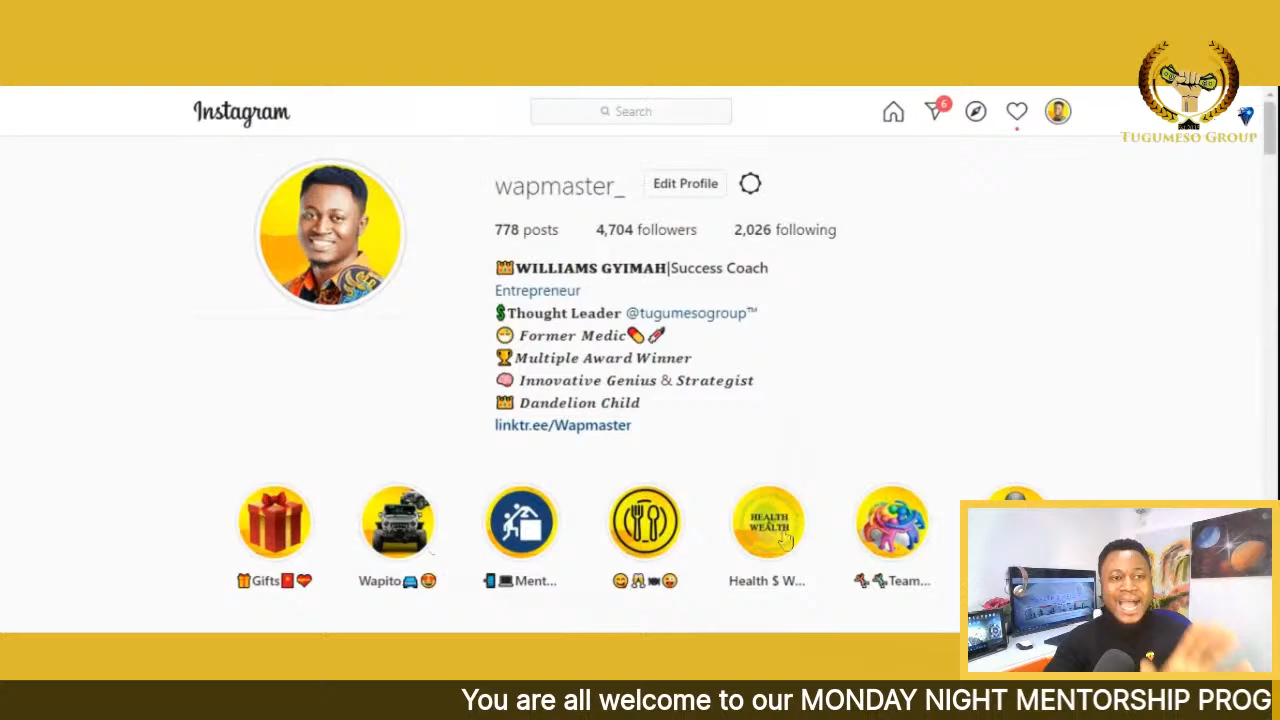 Instagram
Search
6
TUGUMESO GROUP
wapmaster_ Edit Profile
778 posts 4,704 followers 2,026 following
👑WILLIAMS GYIMAH|Success Coach
Entrepreneur
💲Thought Leader @tugumesogroup™
😷 Former Medic💊💉
🏆Multiple Award Winner
🧠 Innovative Genius & Strategist
👑 Dandelion Child
linktr.ee/Wapmaster
HEALTH
WEALTH
🎁Gifts🧧💝 Wapito🚘😍 📲💻Ment... 😋🥂🍽😜 Health $ W... Team...
You are all welcome to our MONDAY NIGHT MENTORSHIP PROG